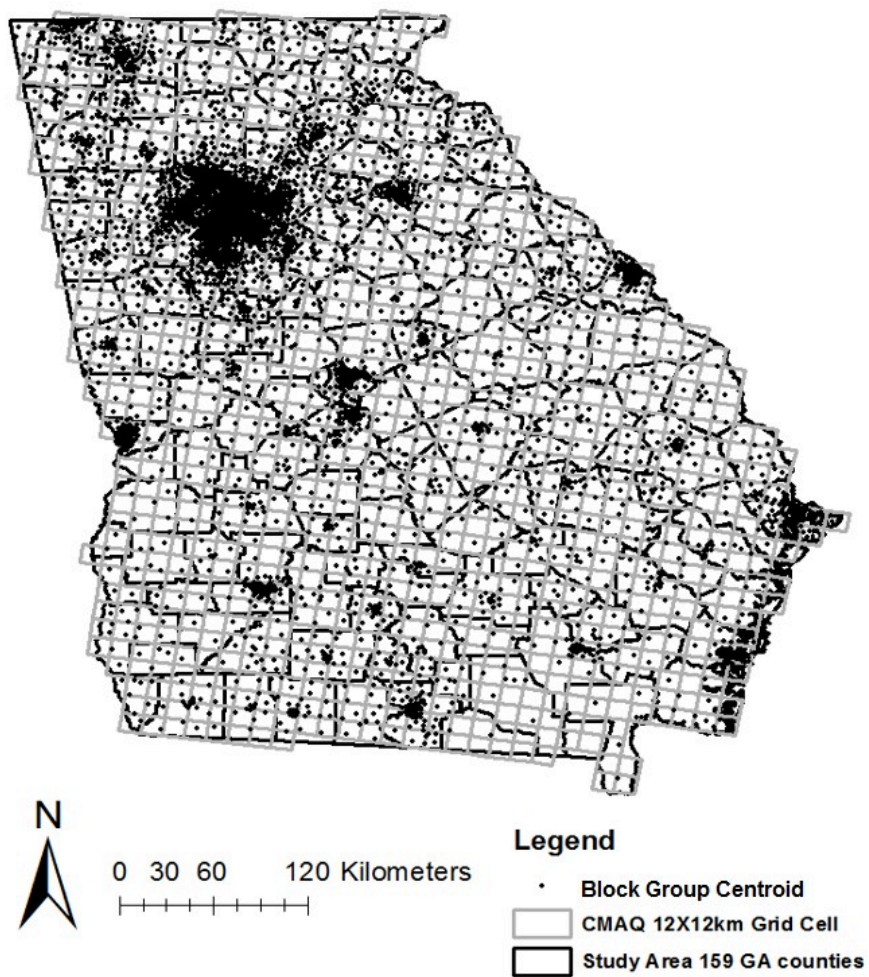 N
0 30 60 120 Kilometers
Legend
Block Group Centroid
CMAQ 12X12km Grid Cell
Study Area 159 GA counties